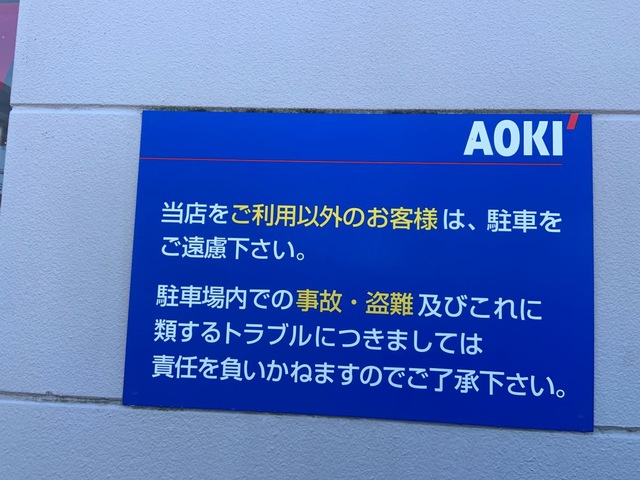 AOKI
当店をご利用以外のお客様は、駐車を
ご遠慮下さい。
駐車場内での事故・盗難及びこれに
類するトラブルにつきましては
責任を負いかねますのでご了承下さい。